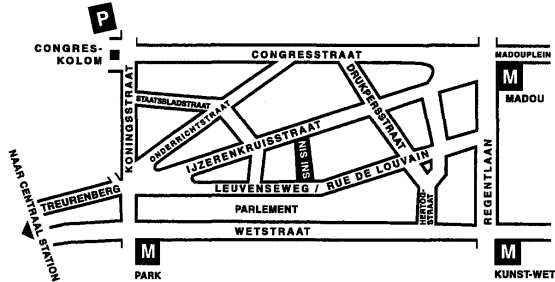 P
CONGRES-
KOLOM
CONGRESSTRAAT
MADOUPLEIN
M
MADOU
KONINGSSTRAAT
STAATSBLADSTRAAT
DRUKPERSSTRAAT
ONDERRICHTSTRAAT
IJZERENKRUISSTRAAT
NIS INS
LEUVENSEWEG / RUE DE LOUVAIN
REGENTLAAN
TREURENBERG
HERTOG-
STRAAT
PARLEMENT
WETSTRAAT
NAAR CENTRAAL STATION
M
PARK
M
KUNST-WET